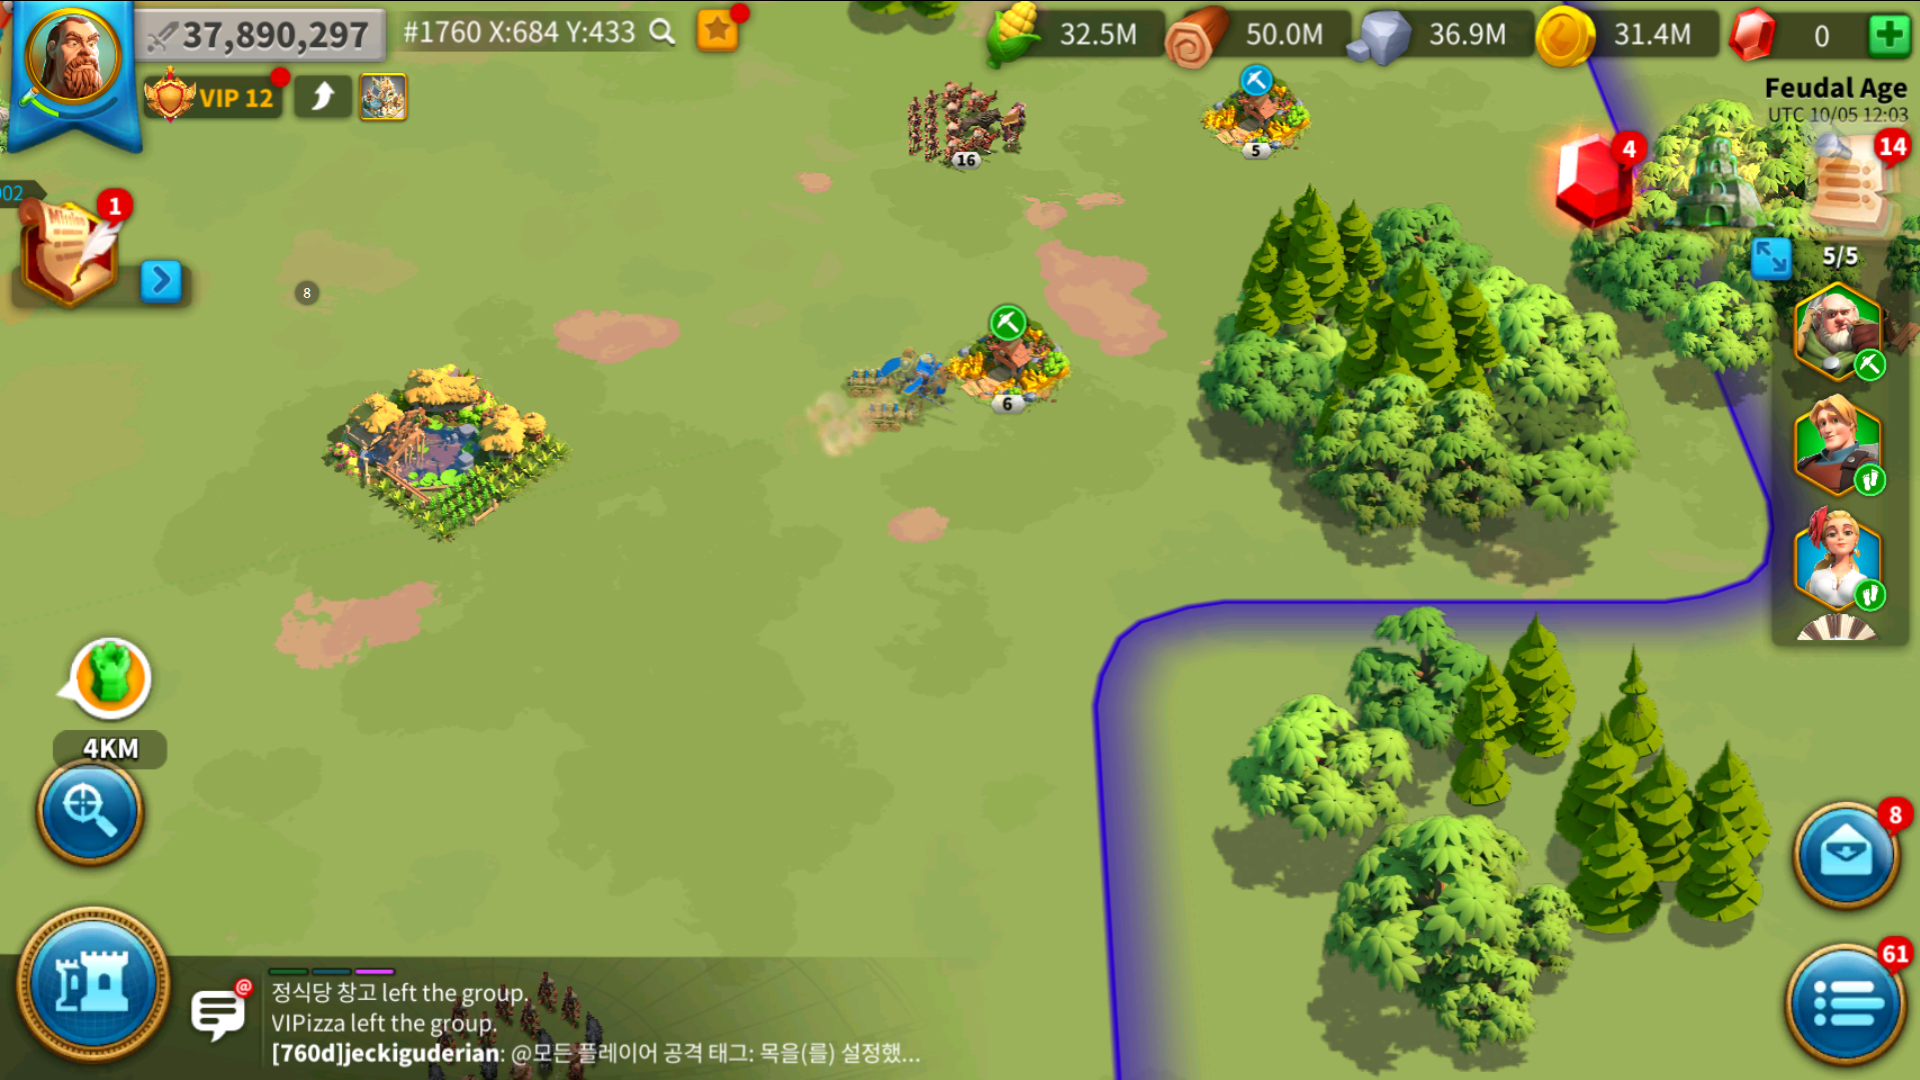 37,890,297
#1760 X:684 Y:433
32.5M
50.0M
36.9M
31.4M
0
VIP 12
Feudal Age
UTC 10/05 12:03
4
14
002
Mission
1
8
16
5
6
5/5
4KM
8
61
@
정식당 창고 left the group.
VIPizza left the group.
[760d]jeckiguderian: @모든 플레이어 공격 태그: 목을(를) 설정했...